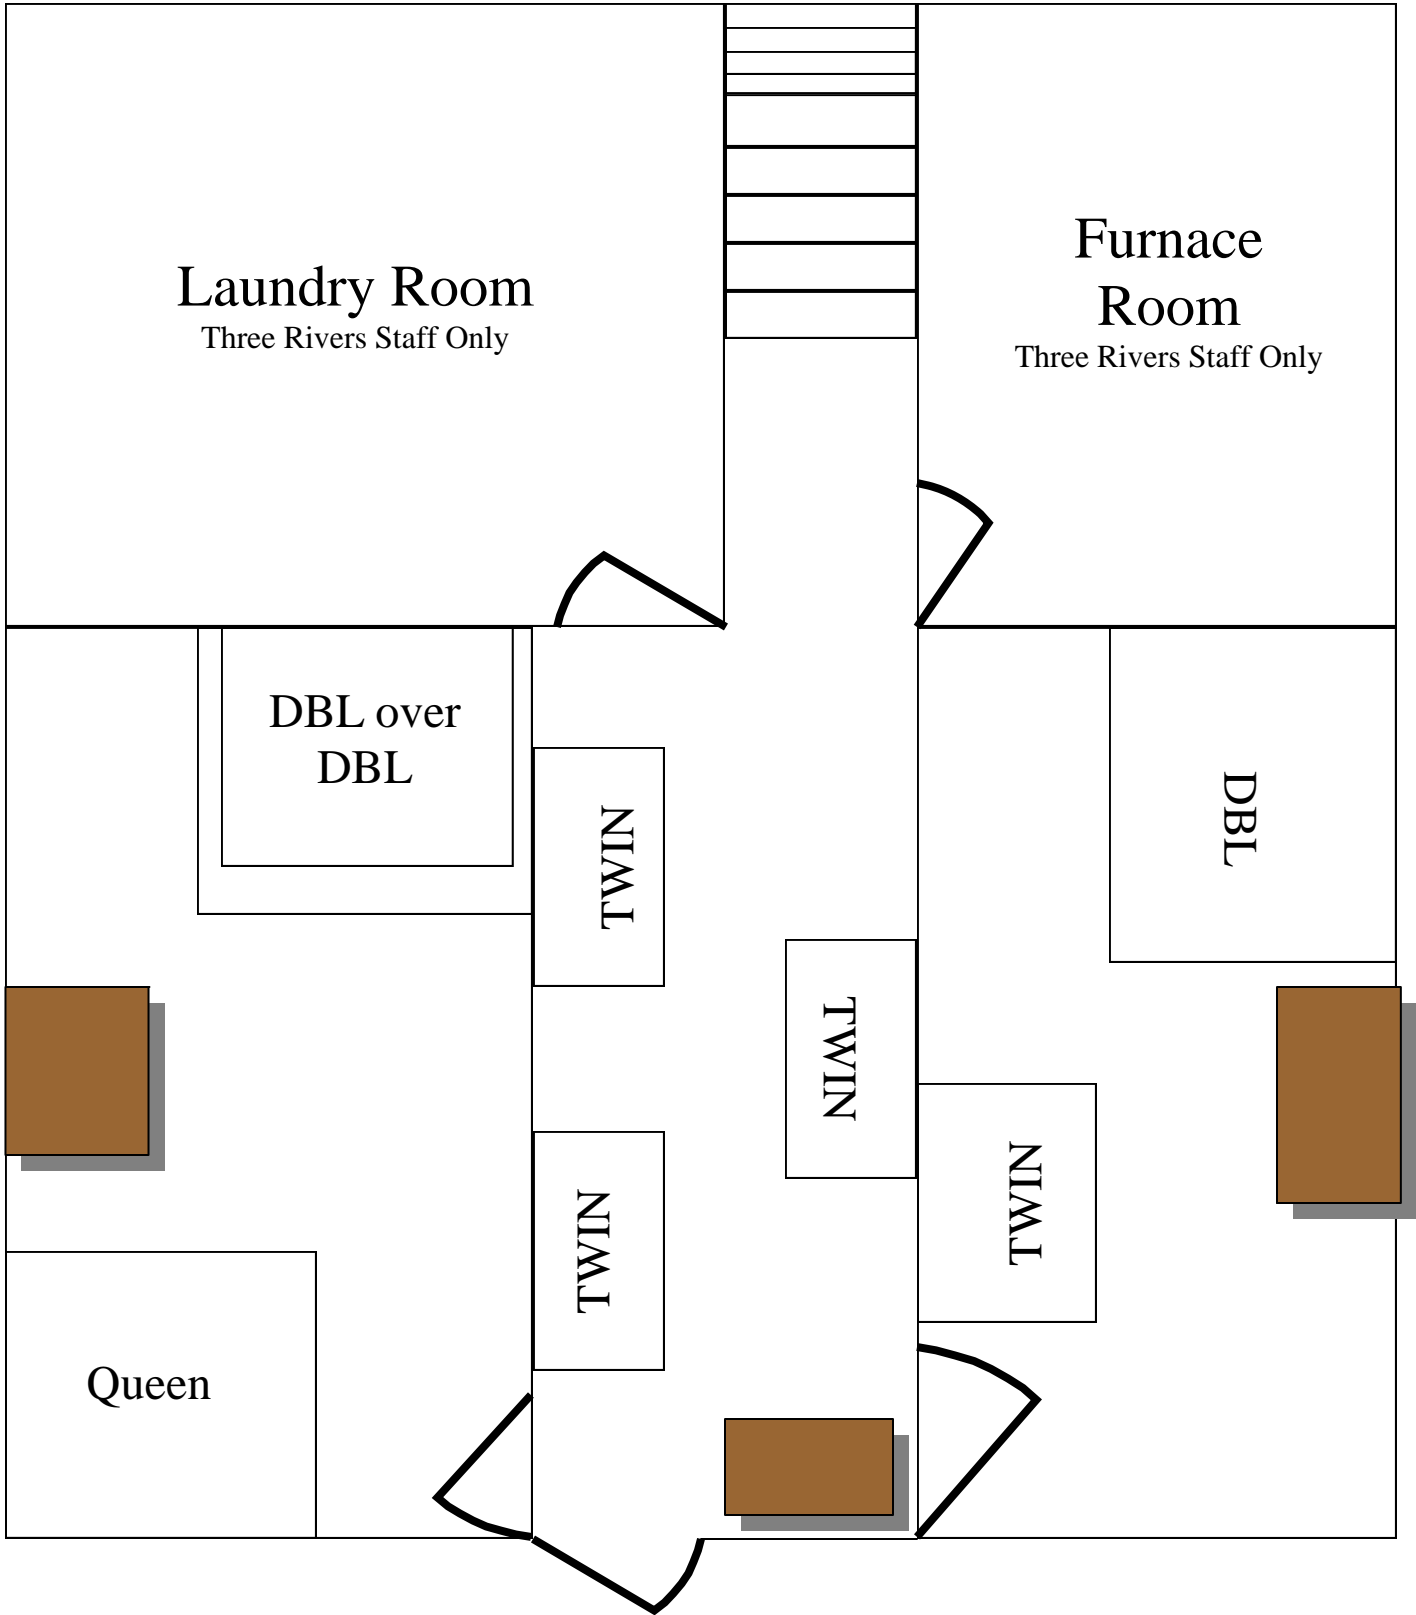 Laundry Room
Three Rivers Staff Only
Furnace
Room
Three Rivers Staff Only
DBL over
DBL
TWIN
DBL
TWIN
TWIN
TWIN
Queen